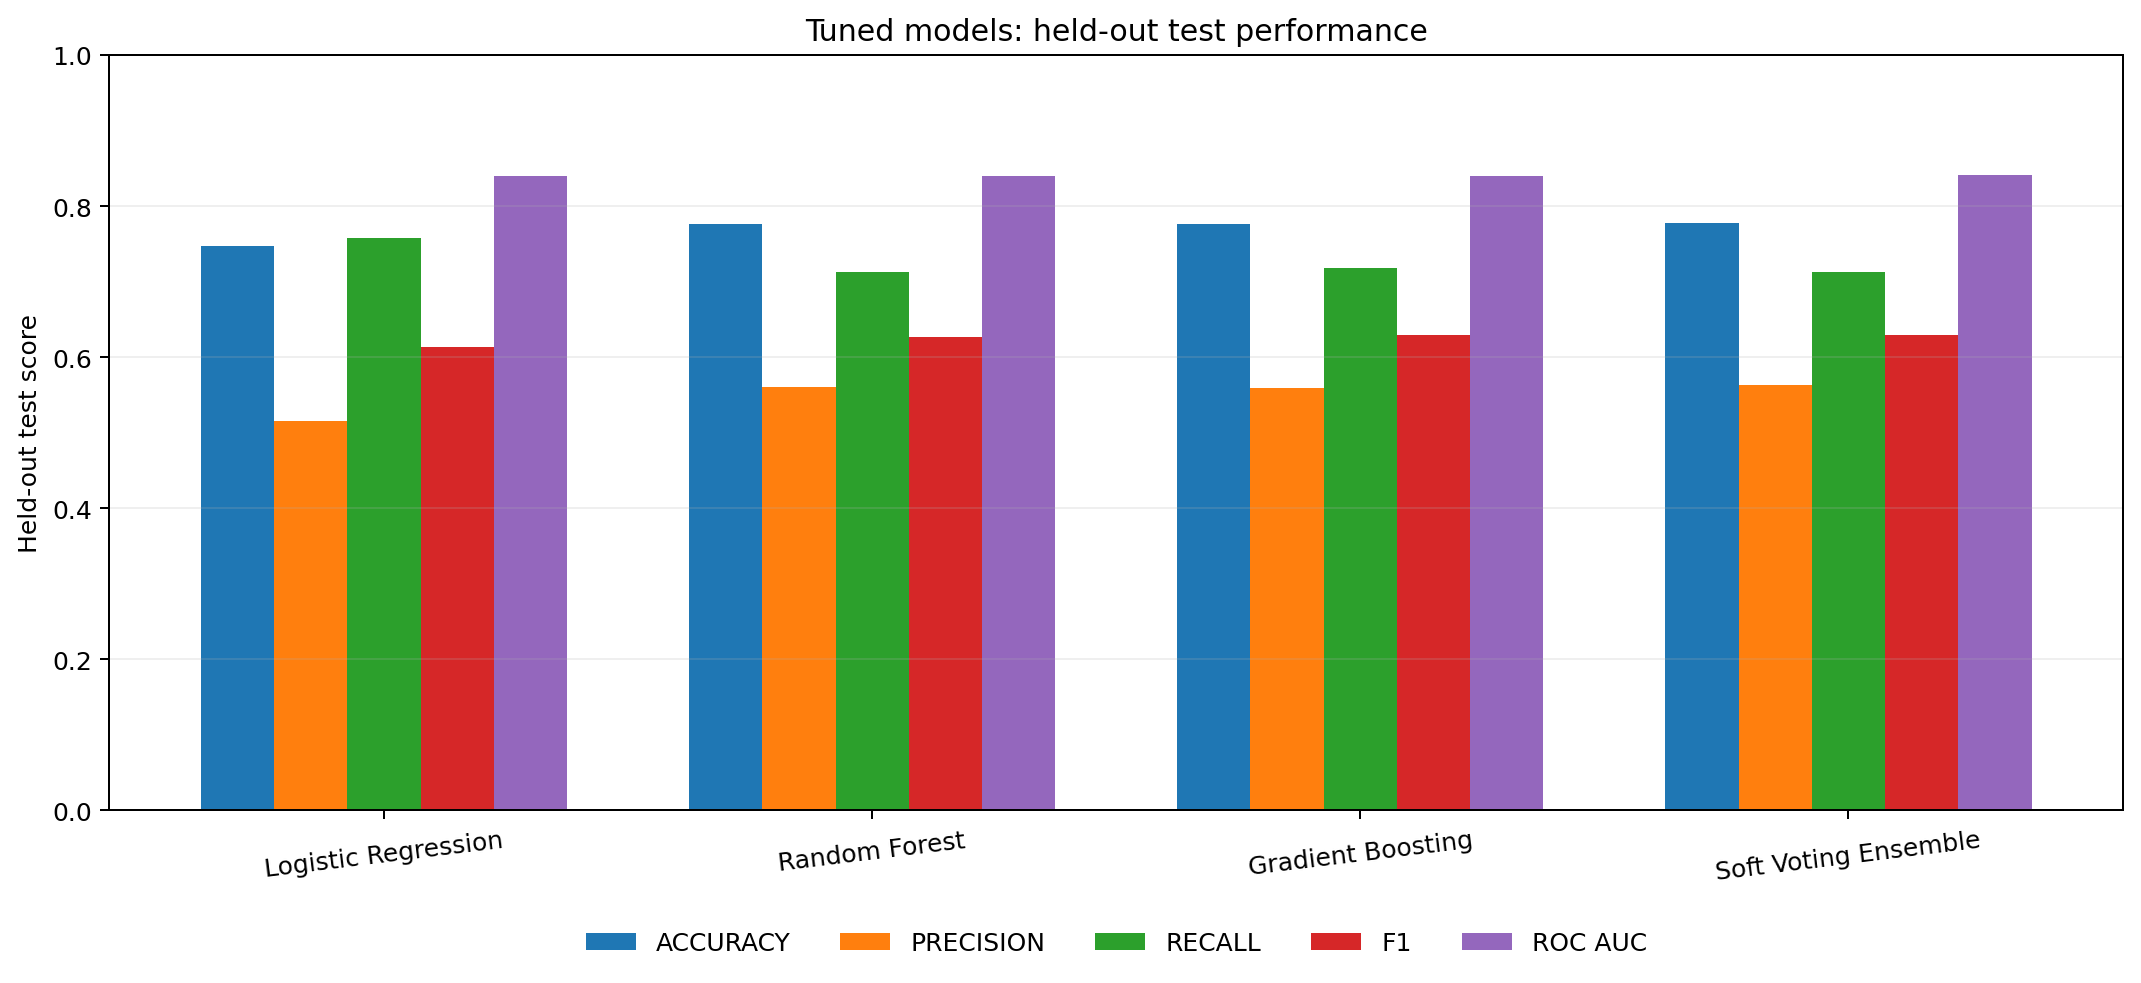 Tuned models: held-out test performance
Held-out test score
1.0
0.8
0.6
0.4
0.2
0.0
Logistic Regression
Random Forest
Gradient Boosting
Soft Voting Ensemble
ACCURACY
PRECISION
RECALL
F1
ROC AUC